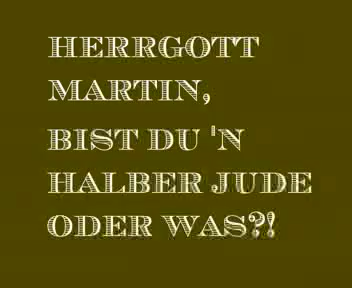 HERRGOTT
MARTIN,
BIST DU 'N
HALBER JUDE
ODER WAS?!